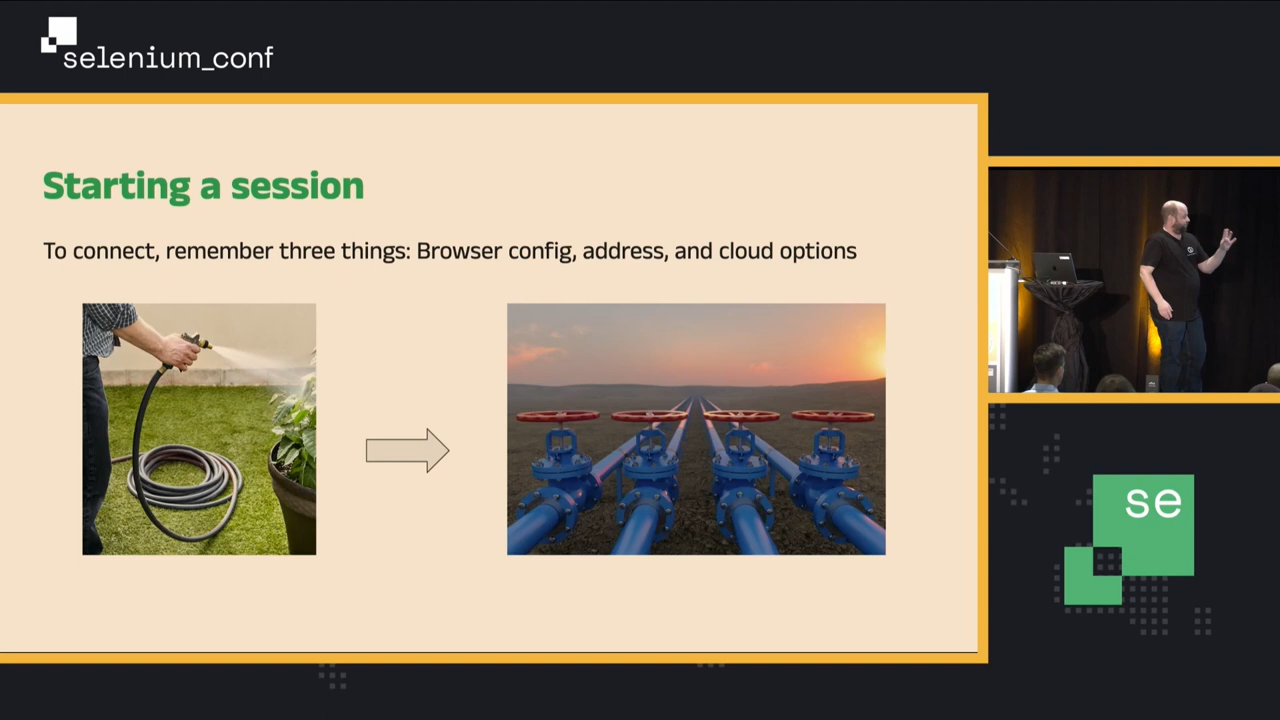 selenium_conf
Starting a session
To connect, remember three things: Browser config, address, and cloud options
se